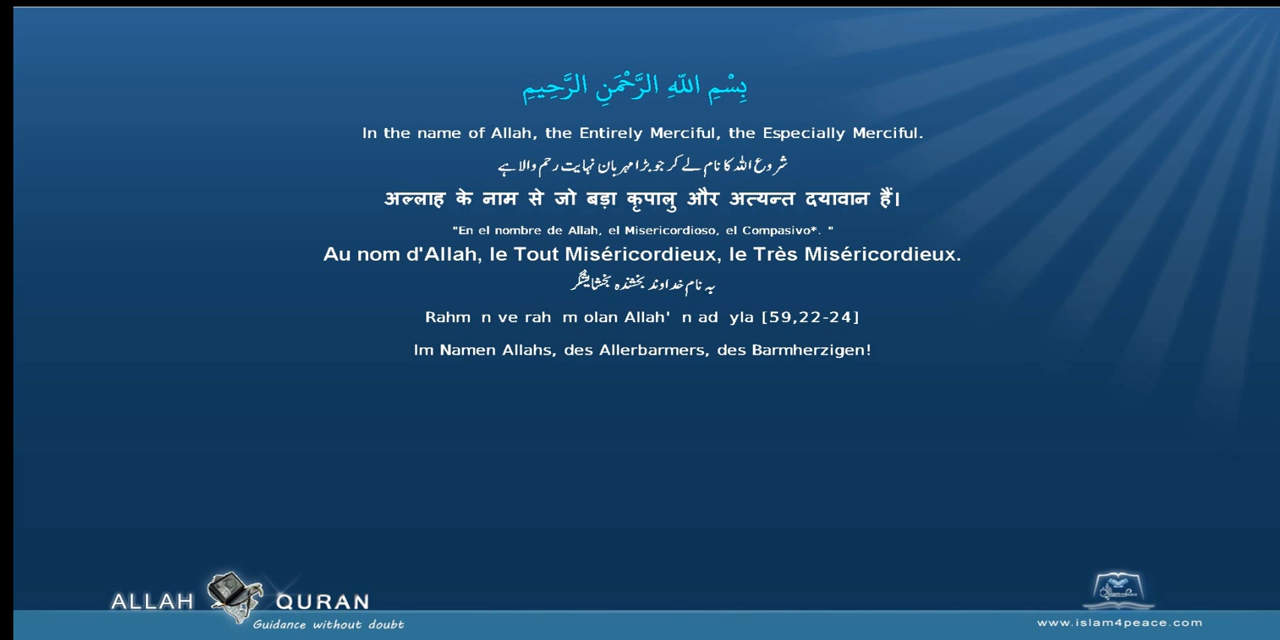 بِسْمِ اللّٰهِ الرَّحْمَنِ الرَّحِيمِ
In the name of Allah, the Entirely Merciful, the Especially Merciful.
شروع اللہ کا نام لے کر جو بڑا مہربان نہایت رحم والا ہے
अल्लाह के नाम से जो बड़ा कृपालु और अत्यन्त दयावान हैं।
"En el nombre de Allah, el Misericordioso, el Compasivo*. "
Au nom d'Allah, le Tout Miséricordieux, le Très Miséricordieux.
به نام خداوند بخشنده بخشایشگر
Rahm n ve rah m olan Allah' n ad yla [59,22-24]
Im Namen Allahs, des Allerbarmers, des Barmherzigen!
ALLAH QURAN
Guidance without doubt
www.islam4peace.com